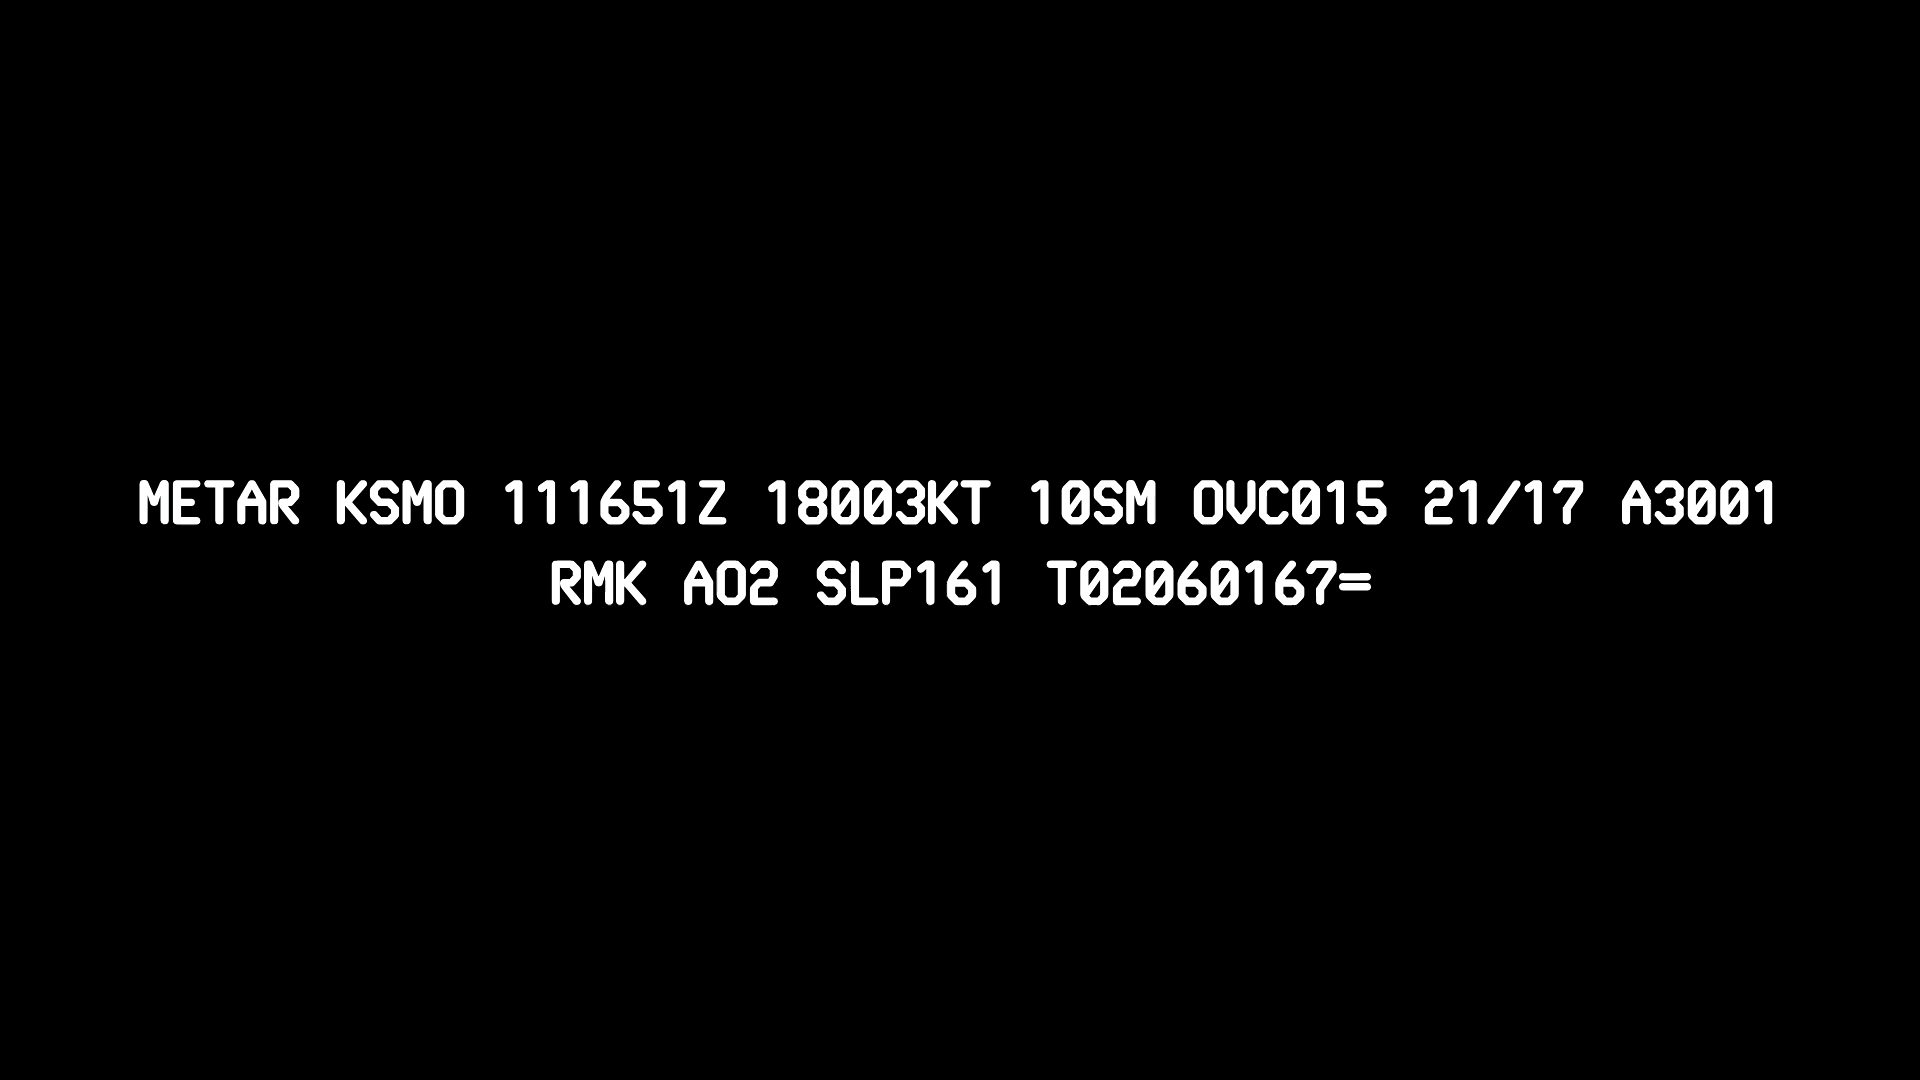 METAR KSMO 111651Z 18003KT 10SM OVC015 21/17 A3001
RMK AO2 SLP161 T02060167=